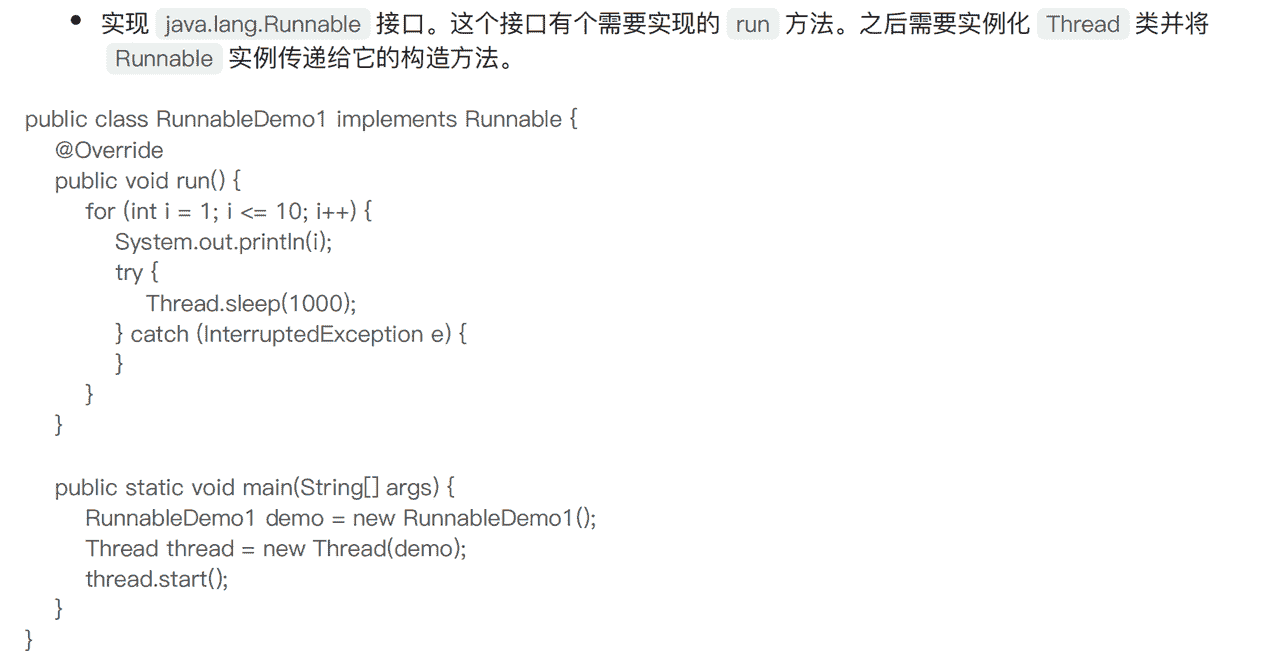 • 实现 java.lang.Runnable 接口。这个接口有个需要实现的 run 方法。之后需要实例化 Thread 类并将
Runnable 实例传递给它的构造方法。
public class RunnableDemo1 implements Runnable {
@Override
public void run() {
for (int i = 1; i <= 10; i++) {
System.out.println(i);
try {
Thread.sleep(1000);
} catch (InterruptedException e) {
}
}
}
public static void main(String[] args) {
RunnableDemo1 demo = new RunnableDemo1();
Thread thread = new Thread(demo);
thread.start();
}
}